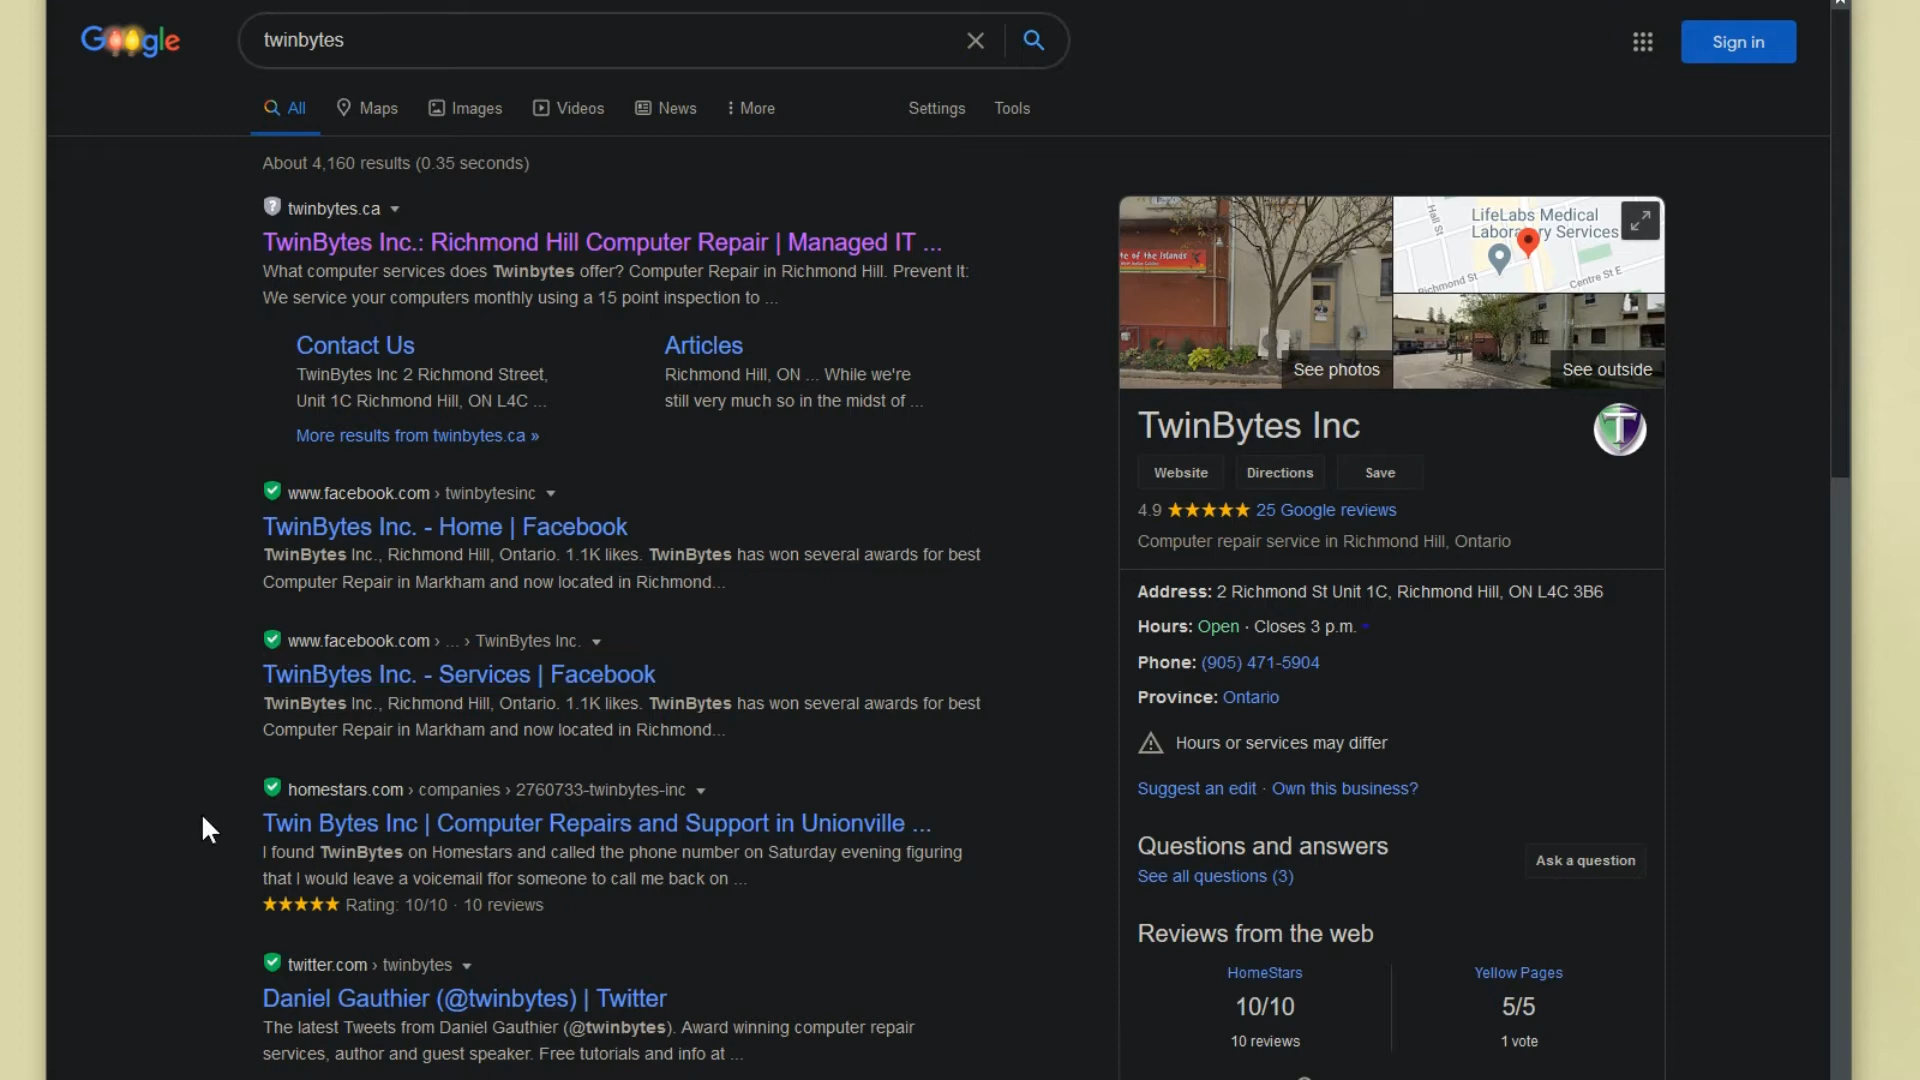 Google
twinbytes
Sign in
All
Maps
Images
Videos
News
More
Settings
Tools
About 4,160 results (0.35 seconds)
twinbytes.ca
TwinBytes Inc.: Richmond Hill Computer Repair | Managed IT ...
What computer services does Twinbytes offer? Computer Repair in Richmond Hill. Prevent It:
We service your computers monthly using a 15 point inspection to ...
Contact Us
TwinBytes Inc 2 Richmond Street,
Unit 1C Richmond Hill, ON L4C ...
Articles
Richmond Hill, ON ... While we're
still very much so in the midst of ...
More results from twinbytes.ca »
www.facebook.com › twinbytesinc
TwinBytes Inc. - Home | Facebook
TwinBytes Inc., Richmond Hill, Ontario. 1.1K likes. TwinBytes has won several awards for best
Computer Repair in Markham and now located in Richmond...
www.facebook.com › ... › TwinBytes Inc.
TwinBytes Inc. - Services | Facebook
TwinBytes Inc., Richmond Hill, Ontario. 1.1K likes. TwinBytes has won several awards for best
Computer Repair in Markham and now located in Richmond...
homestars.com › companies › 2760733-twinbytes-inc
Twin Bytes Inc | Computer Repairs and Support in Unionville ...
I found TwinBytes on Homestars and called the phone number on Saturday evening figuring
that I would leave a voicemail ffor someone to call me back on ...
Rating: 10/10 · 10 reviews
twitter.com › twinbytes
Daniel Gauthier (@twinbytes) | Twitter
The latest Tweets from Daniel Gauthier (@twinbytes). Award winning computer repair
services, author and guest speaker. Free tutorials and info at ...
te of the Islands
See photos
Hall St
LifeLabs Medical
Laboratory Services
Richmond St
Centre St E
See outside
TwinBytes Inc
T
Website
Directions
Save
4.9
25 Google reviews
Computer repair service in Richmond Hill, Ontario
Address: 2 Richmond St Unit 1C, Richmond Hill, ON L4C 3B6
Hours: Open · Closes 3 p.m.
Phone: (905) 471-5904
Province: Ontario
Hours or services may differ
Suggest an edit · Own this business?
Questions and answers
See all questions (3)
Ask a question
Reviews from the web
HomeStars
10/10
10 reviews
Yellow Pages
5/5
1 vote